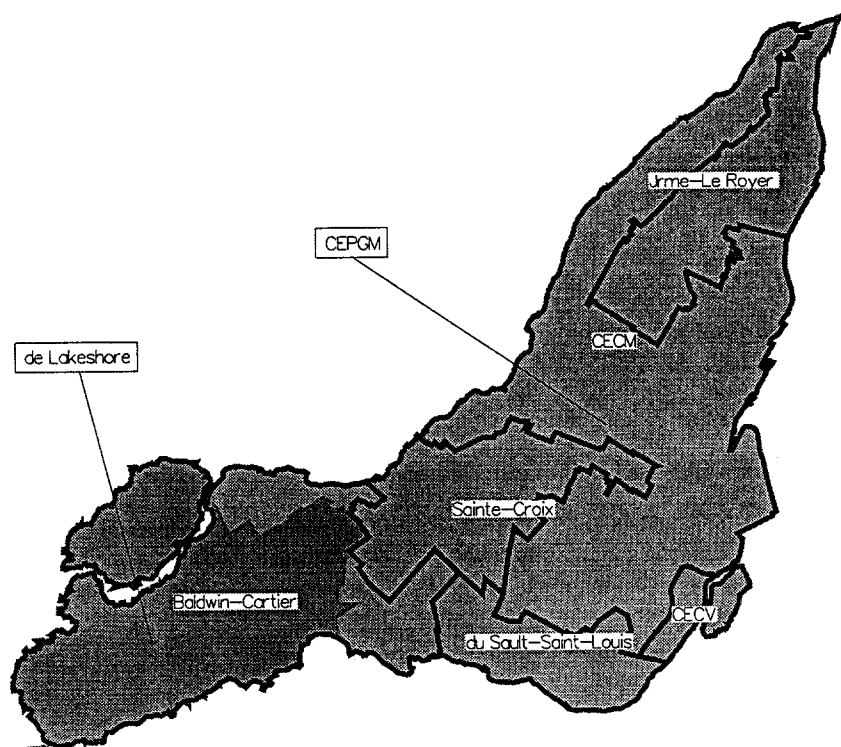 Jrme-Le Royer
CEPGM
CECM
de Lakeshore
Sainte-Croix
Baldwin-Cartier
CECV
du Sault-Saint-Louis